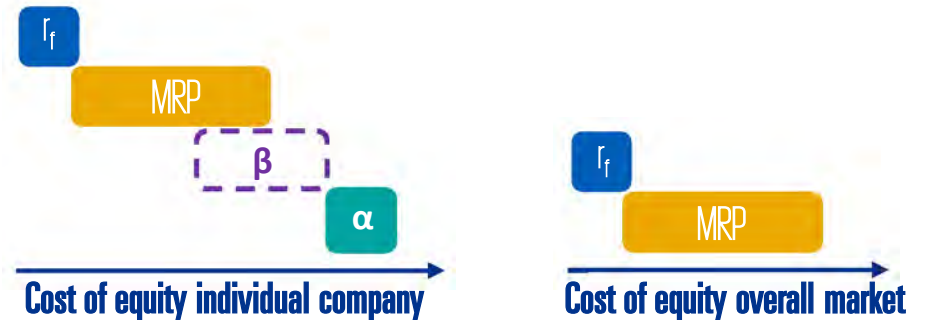 rf
MRP
β
α
Cost of equity individual company
rf
MRP
Cost of equity overall market